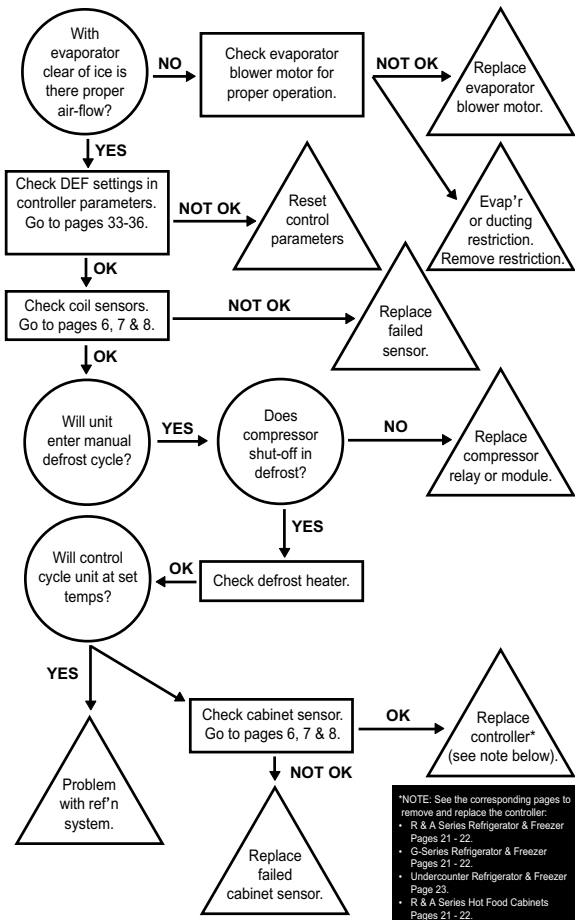 With
evaporator
clear of ice is
there proper
air-flow?
NO
Check evaporator
blower motor for
proper operation.
NOT OK
Replace
evaporator
blower motor.
YES
Check DEF settings in
controller parameters.
Go to pages 33-36.
NOT OK
Reset
control
parameters
Evap'r
or ducting
restriction.
Remove restriction.
OK
Check coil sensors.
Go to pages 6, 7 & 8.
NOT OK
Replace
failed
sensor.
OK
Will unit
enter manual
defrost cycle?
YES
Does
compressor
shut-off in
defrost?
NO
Replace
compressor
relay or module.
YES
Will control
cycle unit at set
temps?
OK
Check defrost heater.
YES
Check cabinet sensor.
Go to pages 6, 7 & 8.
OK
Replace
controller*
(see note below).
NOT OK
Problem
with ref'n
system.
Replace
failed
cabinet sensor.
*NOTE: See the corresponding pages to
remove and replace the controller:
• R & A Series Refrigerator & Freezer
Pages 21 - 22.
• G-Series Refrigerator & Freezer
Pages 21 - 22.
• Undercounter Refrigerator & Freezer
Page 23.
• R & A Series Hot Food Cabinets
Pages 21 - 22.